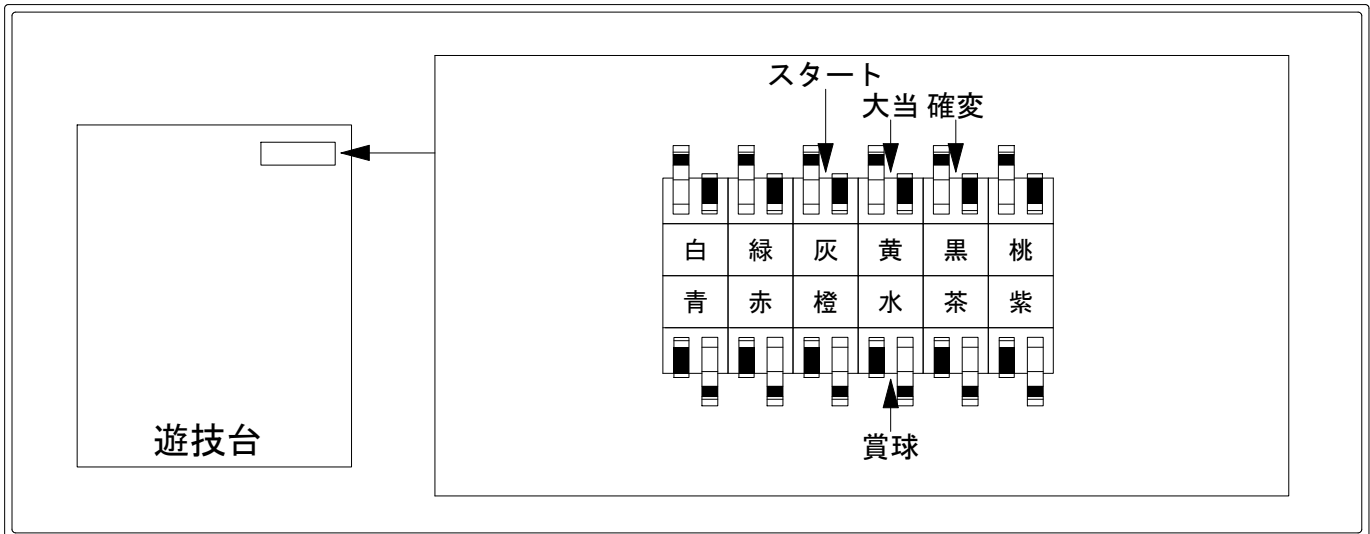 スタート
大当 確変
白 緑 灰 黄 黒 桃
青 赤 橙 水 茶 紫
賞球
遊技台